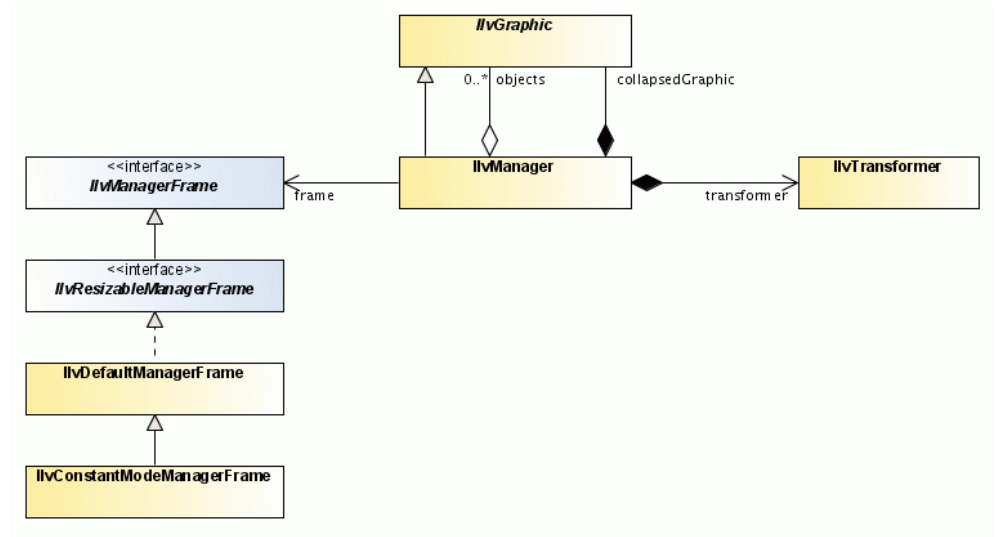 IlvGraphic
0..* objects
collapsedGraphic
<<interface>>
IlvManagerFrame
frame
IlvManager
transformer
IlvTransformer
<<interface>>
IlvResizableManagerFrame
IlvDefaultManagerFrame
IlvConstantModeManagerFrame